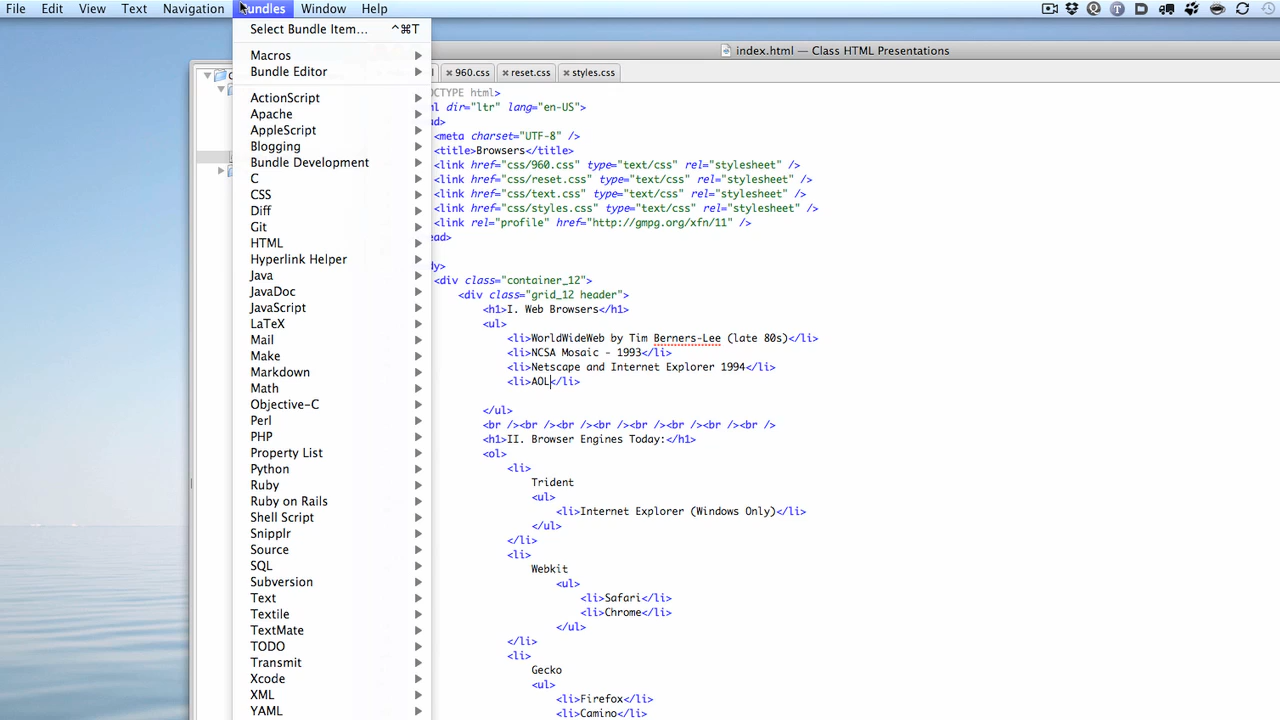 File Edit View Text Navigation Bundles Window Help
Select Bundle Item... ^⌘T
Macros
Bundle Editor
ActionScript
Apache
AppleScript
Blogging
Bundle Development
C
CSS
Diff
Git
HTML
Hyperlink Helper
Java
JavaDoc
JavaScript
LaTeX
Mail
Make
Markdown
Math
Objective-C
Perl
PHP
Property List
Python
Ruby
Ruby on Rails
Shell Script
Snipplr
Source
SQL
Subversion
Text
Textile
TextMate
TODO
Transmit
Xcode
XML
YAML
index.html — Class HTML Presentations
960.css reset.css styles.css
OCTYPE html>
ml dir="ltr" lang="en-US">
ad>
<meta charset="UTF-8" />
<title>Browsers</title>
<link href="css/960.css" type="text/css" rel="stylesheet" />
<link href="css/reset.css" type="text/css" rel="stylesheet" />
<link href="css/text.css" type="text/css" rel="stylesheet" />
<link href="css/styles.css" type="text/css" rel="stylesheet" />
<link rel="profile" href="http://gmpg.org/xfn/11" />
ead>
dy>
<div class="container_12">
<div class="grid_12 header">
<h1>I. Web Browsers</h1>
<ul>
<li>WorldWideWeb by Tim Berners-Lee (late 80s)</li>
<li>NCSA Mosaic - 1993</li>
<li>Netscape and Internet Explorer 1994</li>
<li>AOL</li>
</ul>
<br /><br /><br /><br /><br /><br /><br /><br />
<h1>II. Browser Engines Today:</h1>
<ol>
<li>
Trident
<ul>
<li>Internet Explorer (Windows Only)</li>
</ul>
</li>
<li>
Webkit
<ul>
<li>Safari</li>
<li>Chrome</li>
</ul>
</li>
<li>
Gecko
<ul>
<li>Firefox</li>
<li>Camino</li>